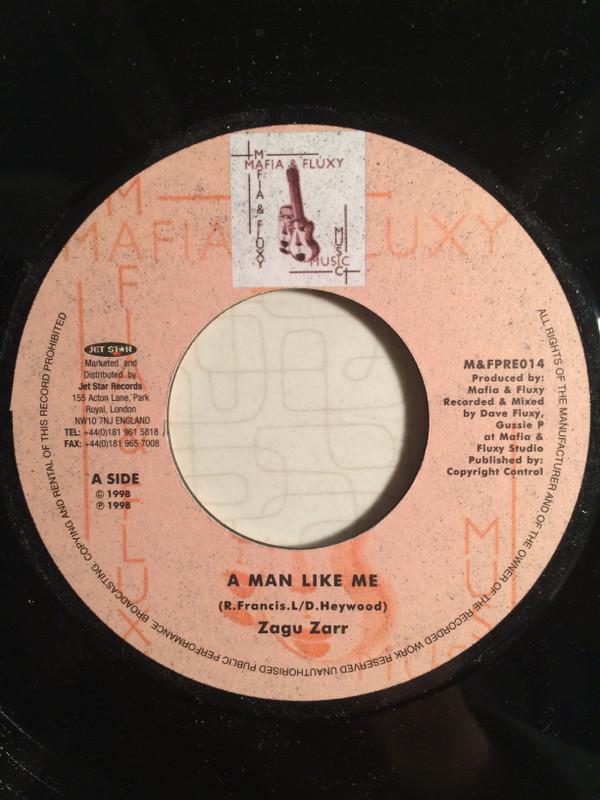 MAFIA & FLUXY
MAFIA & FLUXY
MUSIC
MUSIC
MAFIA FLUXY
JET STAR
Marketed and
Distributed by
Jet Star Records
155 Acton Lane, Park
Royal, London
NW10 7NJ ENGLAND
TEL: +44(0)181 961 5818
FAX: +44(0)181 965 7008
A SIDE
© 1998
℗ 1998
M&FPRE014
Produced by:
Mafia & Fluxy
Recorded & Mixed
by Dave Fluxy,
Gussie P
at Mafia &
Fluxy Studio
Published by:
Copyright Control
A MAN LIKE ME
(R.Francis.L/D.Heywood)
Zagu Zarr
ALL RIGHTS OF THE MANUFACTURER AND OF THE OWNER OF THE RECORDED WORK RESERVED UNAUTHORISED PUBLIC PERFORMANCE BROADCASTING COPYING AND RENTAL OF THIS RECORD PROHIBITED